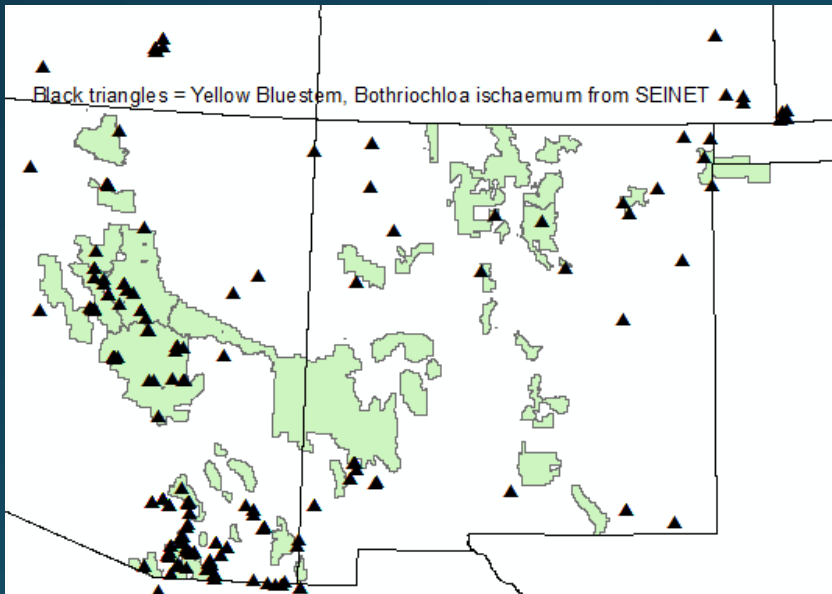 Black triangles = Yellow Bluestem, Bothriochloa ischaemum from SEINET